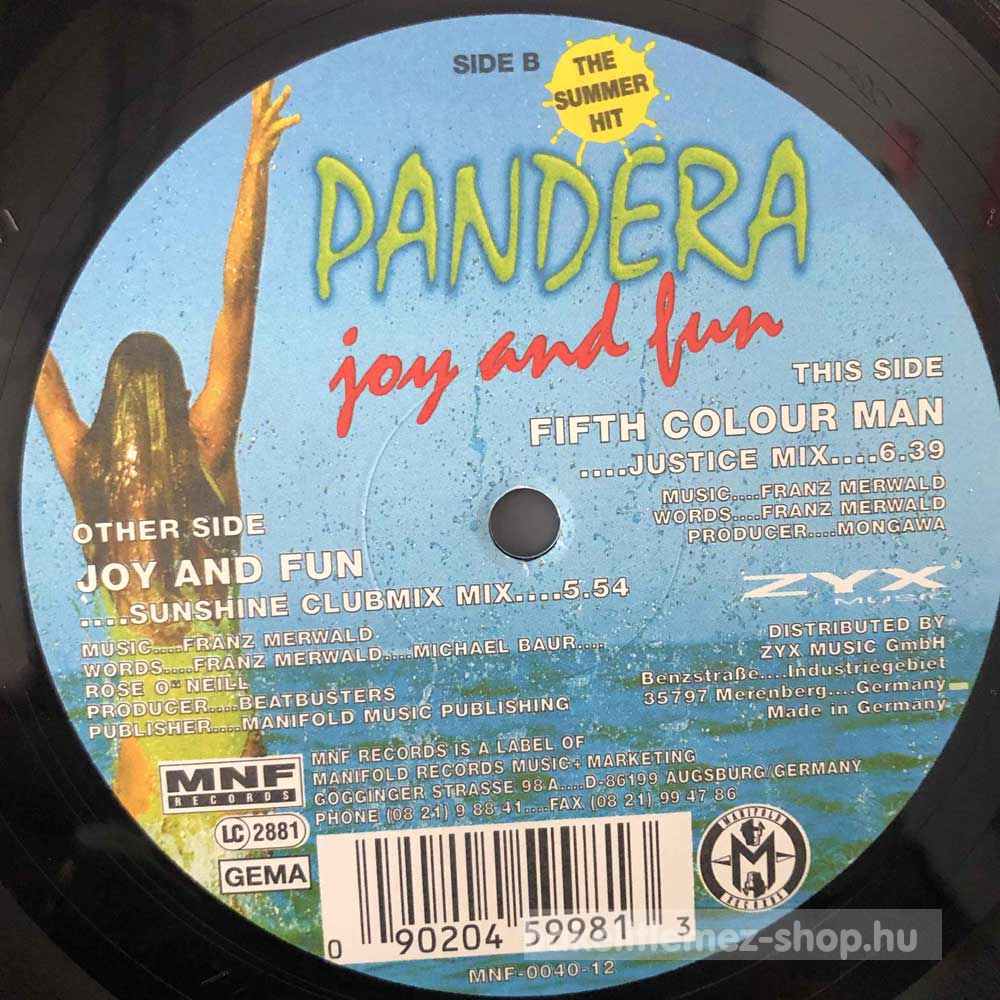 SIDE B
THE
SUMMER
HIT
PANDERA
joy and fun
THIS SIDE
FIFTH COLOUR MAN
....JUSTICE MIX....6.39
MUSIC....FRANZ MERWALD
WORDS....FRANZ MERWALD
PRODUCER....MONGAWA
OTHER SIDE
JOY AND FUN
....SUNSHINE CLUBMIX MIX....5.54
MUSIC....FRANZ MERWALD
WORDS....FRANZ MERWALD....MICHAEL BAUR....
ROSE O"NEILL
PRODUCER....BEATBUSTERS
PUBLISHER....MANIFOLD MUSIC PUBLISHING
ZYX
MUSIC
DISTRIBUTED BY
ZYX MUSIC GmbH
Benzstraße....Industriegebiet
35797 Merenberg....Germany
Made in Germany
MNF
RECORDS
LC 2881
GEMA
MNF RECORDS IS A LABEL OF
MANIFOLD RECORDS MUSIC+MARKETING
GÖGGINGER STRASSE 98 A....D-86199 AUGSBURG/GERMANY
PHONE (08 21) 9 88 41....FAX (08 21) 99 47 86
MANIFOLD
M
RECORDS
0 90204 59981 3
MNF-0040-12
-shop.hu